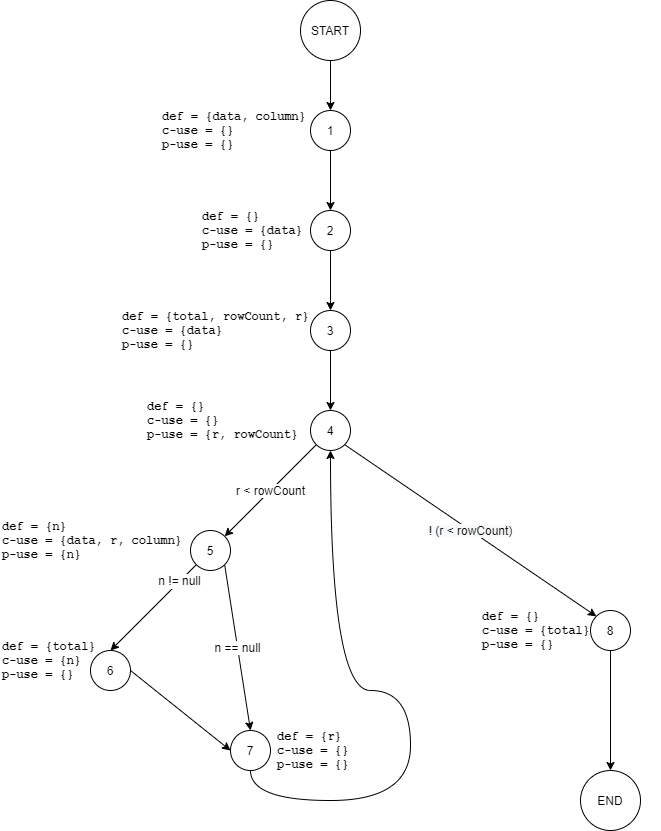 START
def = {data, column}
c-use = {}
p-use = {}
1
def = {}
c-use = {data}
p-use = {}
2
def = {total, rowCount, r}
c-use = {data}
p-use = {}
3
def = {}
c-use = {}
p-use = {r, rowCount}
4
r < rowCount
! (r < rowCount)
def = {n}
c-use = {data, r, column}
p-use = {n}
5
n != null
n == null
def = {}
c-use = {total}
p-use = {}
8
def = {total}
c-use = {n}
p-use = {}
6
7
def = {r}
c-use = {}
p-use = {}
END